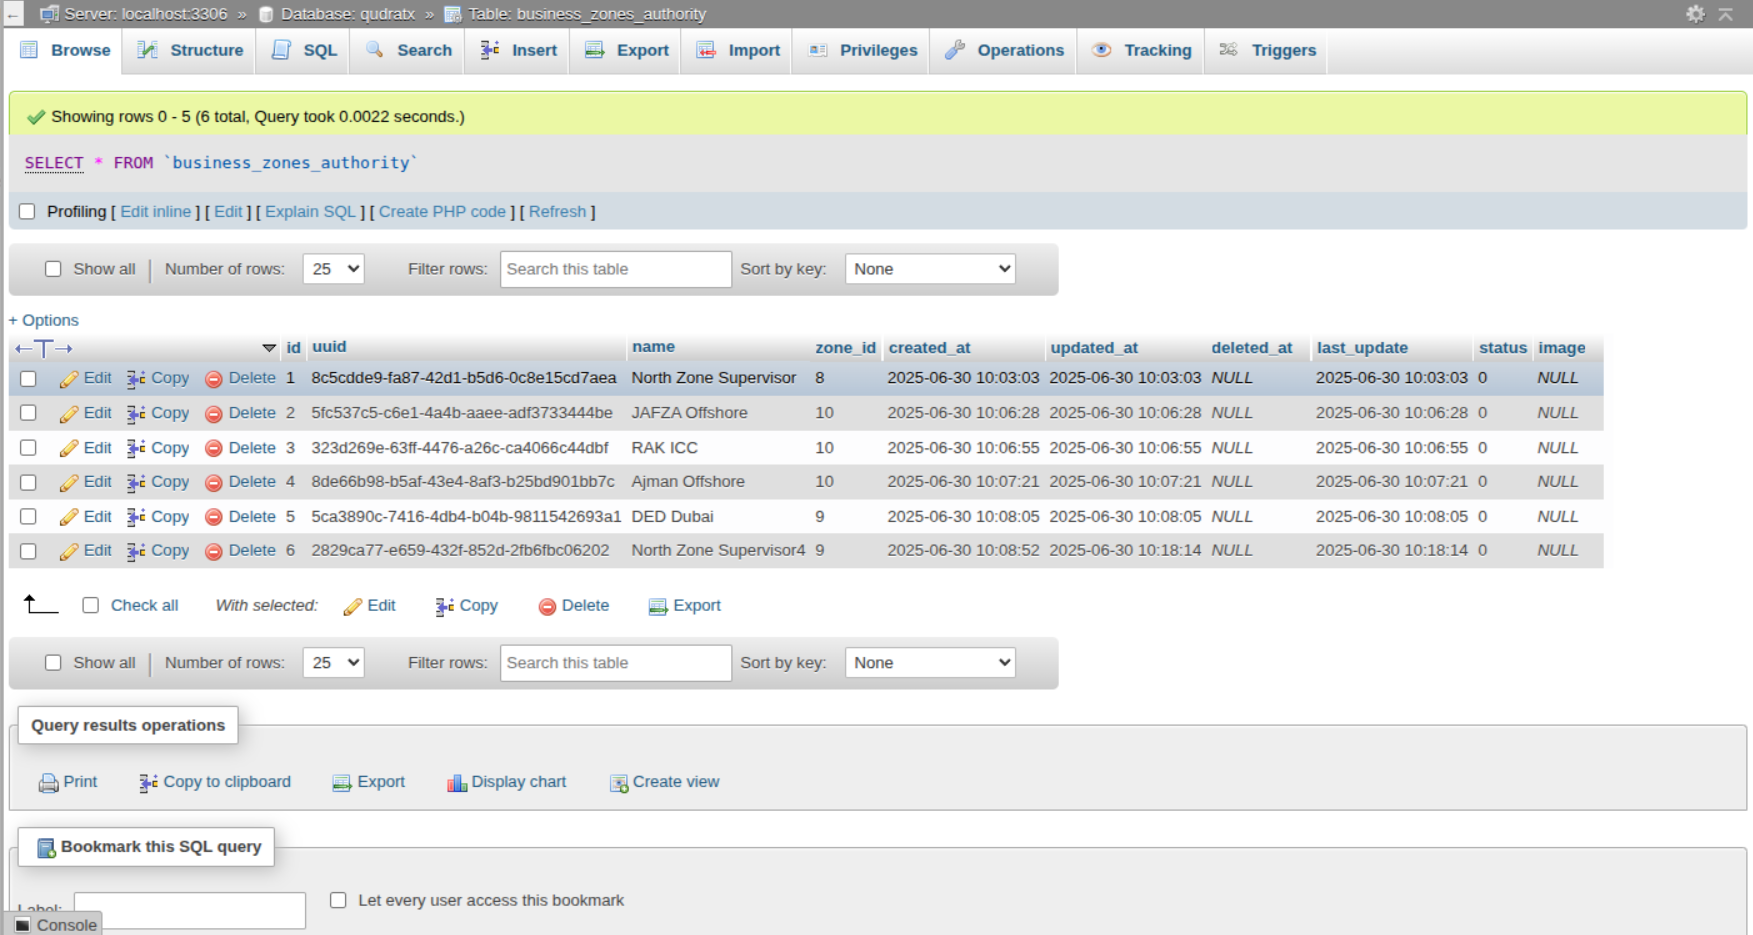 Server: localhost:3306 » Database: qudratx » Table: business_zones_authority
Browse Structure SQL Search Insert Export Import Privileges Operations Tracking Triggers
Showing rows 0 - 5 (6 total, Query took 0.0022 seconds.)
SELECT * FROM `business_zones_authority`
Profiling [ Edit inline ] [ Edit ] [ Explain SQL ] [ Create PHP code ] [ Refresh ]
Show all | Number of rows: 25 Filter rows: Search this table Sort by key: None
+ Options
←T→ id uuid name zone_id created_at updated_at deleted_at last_update status image
Edit Copy Delete 1 8c5cdde9-fa87-42d1-b5d6-0c8e15cd7aea North Zone Supervisor 8 2025-06-30 10:03:03 2025-06-30 10:03:03 NULL 2025-06-30 10:03:03 0 NULL
Edit Copy Delete 2 5fc537c5-c6e1-4a4b-aaee-adf3733444be JAFZA Offshore 10 2025-06-30 10:06:28 2025-06-30 10:06:28 NULL 2025-06-30 10:06:28 0 NULL
Edit Copy Delete 3 323d269e-63ff-4476-a26c-ca4066c44dbf RAK ICC 10 2025-06-30 10:06:55 2025-06-30 10:06:55 NULL 2025-06-30 10:06:55 0 NULL
Edit Copy Delete 4 8de66b98-b5af-43e4-8af3-b25bd901bb7c Ajman Offshore 10 2025-06-30 10:07:21 2025-06-30 10:07:21 NULL 2025-06-30 10:07:21 0 NULL
Edit Copy Delete 5 5ca3890c-7416-4db4-b04b-9811542693a1 DED Dubai 9 2025-06-30 10:08:05 2025-06-30 10:08:05 NULL 2025-06-30 10:08:05 0 NULL
Edit Copy Delete 6 2829ca77-e659-432f-852d-2fb6fbc06202 North Zone Supervisor4 9 2025-06-30 10:08:52 2025-06-30 10:18:14 NULL 2025-06-30 10:18:14 0 NULL
Check all With selected: Edit Copy Delete Export
Show all | Number of rows: 25 Filter rows: Search this table Sort by key: None
Query results operations
Print Copy to clipboard Export Display chart Create view
Bookmark this SQL query
Label: Let every user access this bookmark
Console